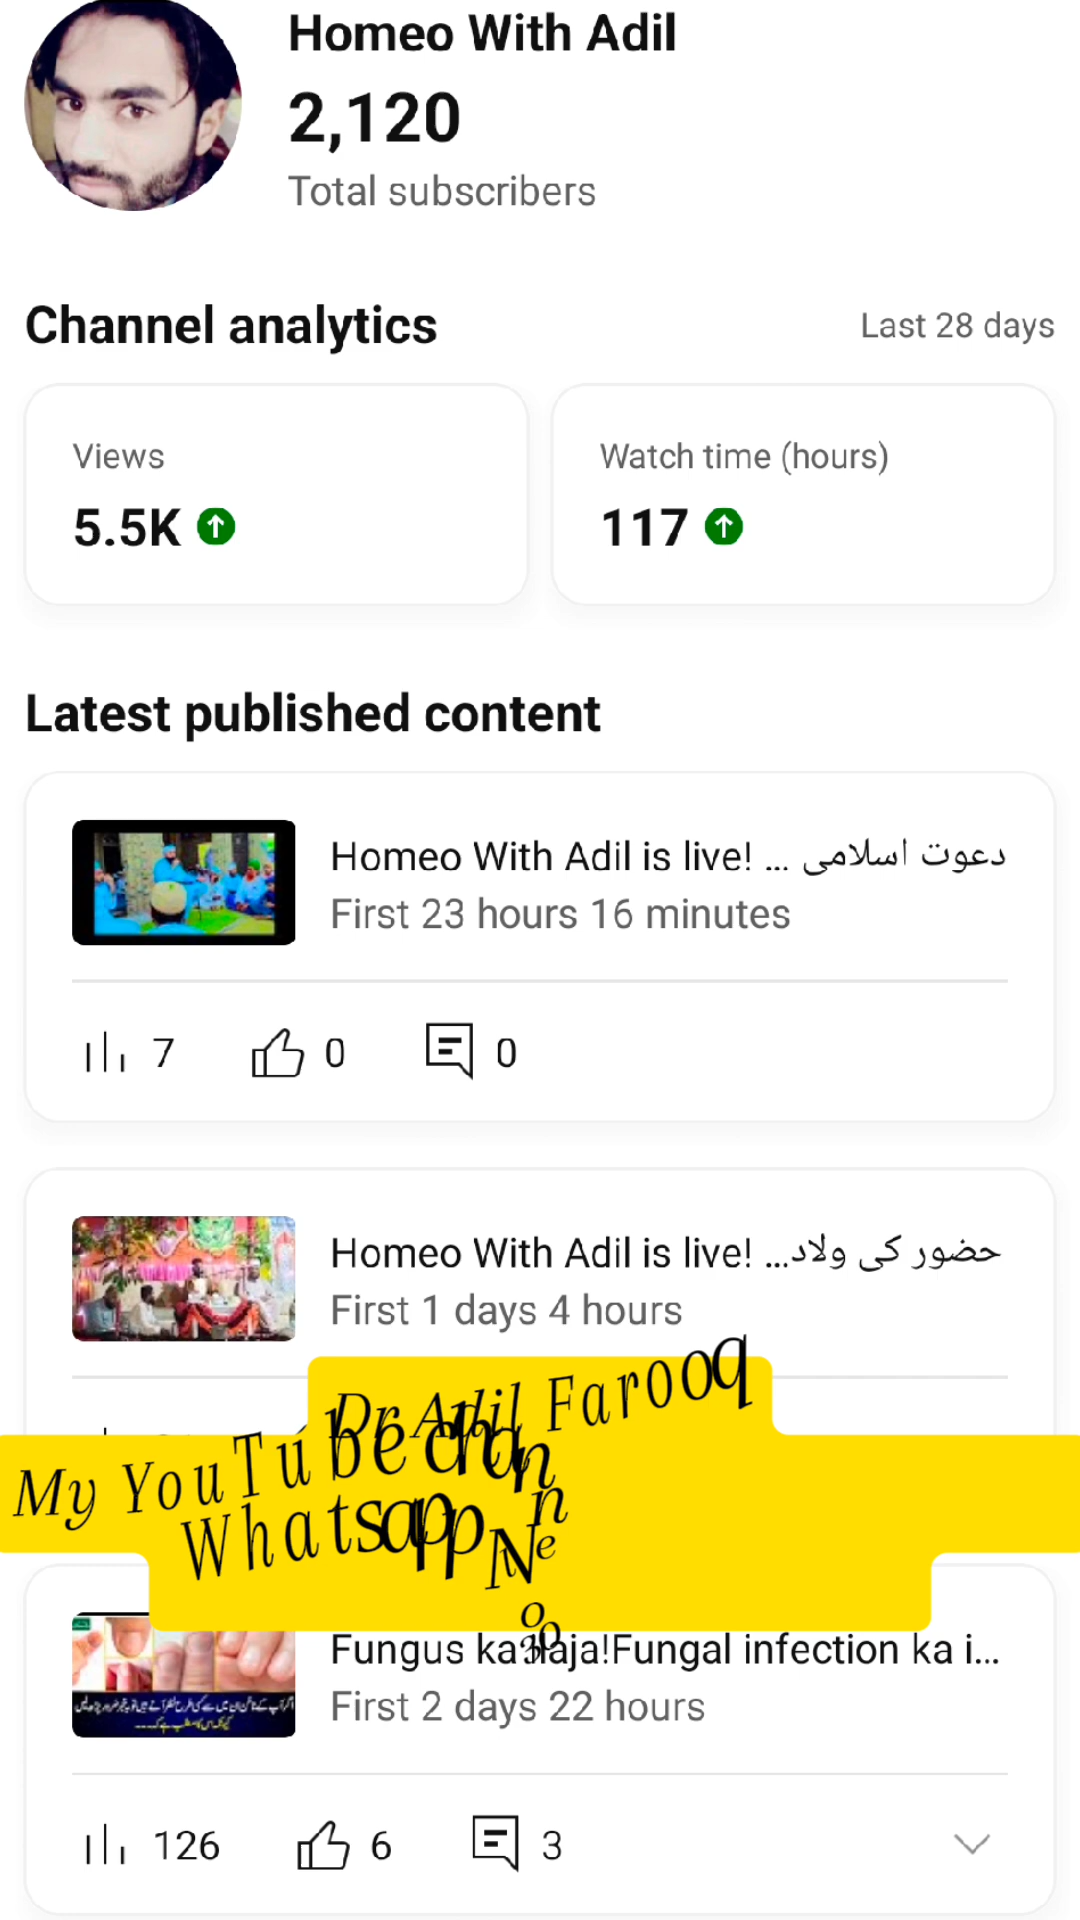 Homeo With Adil
2,120
Total subscribers
Channel analytics
Last 28 days
Views
5.5K
Watch time (hours)
117
Latest published content
Homeo With Adil is live! ... دعوت اسلامی
First 23 hours 16 minutes
7
0
0
Homeo With Adil is live! ...حضور کی ولاد
First 1 days 4 hours
Dr Adil Farooq
My YouTube channel
Whatsapp No
Fungus ka ilaja!Fungal infection ka i...
First 2 days 22 hours
126
6
3